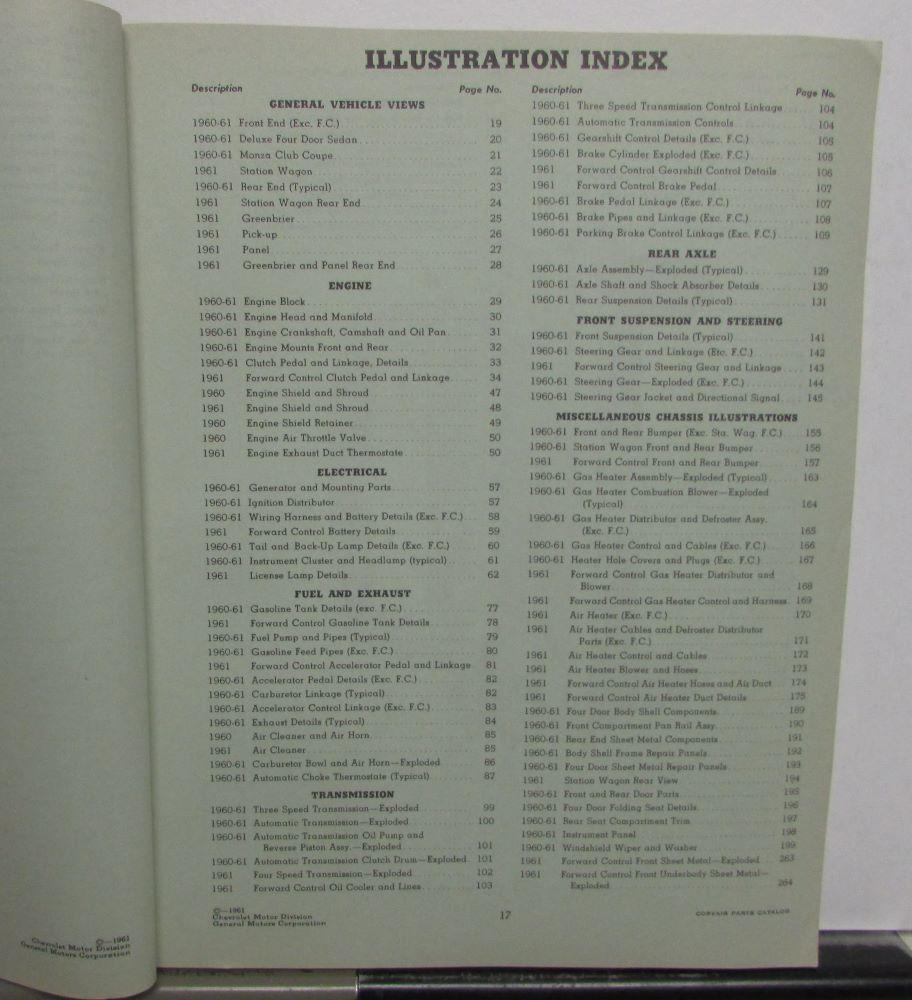 ILLUSTRATION INDEX
Description Page No.
GENERAL VEHICLE VIEWS
1960-61 Front End (Exc. F.C.) 19
1960-61 Deluxe Four Door Sedan 20
1960-61 Monza Club Coupe 21
1961 Station Wagon 22
1960-61 Rear End (Typical) 23
1961 Station Wagon Rear End 24
1961 Greenbrier 25
1961 Pick-up 26
1961 Panel 27
1961 Greenbrier and Panel Rear End 28
ENGINE
1960-61 Engine Block 29
1960-61 Engine Head and Manifold 30
1960-61 Engine Crankshaft, Camshaft and Oil Pan 31
1960-61 Engine Mounts Front and Rear 32
1960-61 Clutch Pedal and Linkage, Details 33
1961 Forward Control Clutch Pedal and Linkage 34
1960 Engine Shield and Shroud 47
1961 Engine Shield and Shroud 48
1960 Engine Shield Retainer 49
1960 Engine Air Throttle Valve 50
1961 Engine Exhaust Duct Thermostate 50
ELECTRICAL
1960-61 Generator and Mounting Parts 57
1960-61 Ignition Distributor 57
1960-61 Wiring Harness and Battery Details (Exc. F.C.) 58
1961 Forward Control Battery Details 59
1960-61 Tail and Back-Up Lamp Details (Exc. F.C.) 60
1960-61 Instrument Cluster and Headlamp (typical) 61
1961 License Lamp Details 62
FUEL AND EXHAUST
1960-61 Gasoline Tank Details (exc. F.C.) 77
1961 Forward Control Gasoline Tank Details 78
1960-61 Fuel Pump and Pipes (Typical) 79
1960-61 Gasoline Feed Pipes (Exc. F.C.) 80
1961 Forward Control Accelerator Pedal and Linkage 81
1960-61 Accelerator Pedal Details (Exc. F.C.) 82
1960-61 Carburetor Linkage (Typical) 82
1960-61 Accelerator Control Linkage (Exc. F.C.) 83
1960-61 Exhaust Details (Typical) 84
1960 Air Cleaner and Air Horn 85
1961 Air Cleaner 85
1960-61 Carburetor Bowl and Air Horn—Exploded 86
1960-61 Automatic Choke Thermostate (Typical) 87
TRANSMISSION
1960-61 Three Speed Transmission—Exploded 99
1960-61 Automatic Transmission—Exploded 100
1960-61 Automatic Transmission Oil Pump and
Reverse Piston Assy.—Exploded 101
1960-61 Automatic Transmission Clutch Drum—Exploded 101
1961 Four Speed Transmission—Exploded 102
1961 Forward Control Oil Cooler and Lines 103
Description Page No.
1960-61 Three Speed Transmission Control Linkage 104
1960-61 Automatic Transmission Controls 104
1960-61 Gearshift Control Details (Exc. F.C.) 105
1960-61 Brake Cylinder Exploded (Exc. F.C.) 105
1961 Forward Control Gearshift Control Details 106
1961 Forward Control Brake Pedal 107
1960-61 Brake Pedal Linkage (Exc. F.C.) 107
1960-61 Brake Pipes and Linkage (Exc. F.C.) 108
1960-61 Parking Brake Control Linkage (Exc. F.C.) 109
REAR AXLE
1960-61 Axle Assembly—Exploded (Typical) 129
1960-61 Axle Shaft and Shock Absorber Details 130
1960-61 Rear Suspension Details (Typical) 131
FRONT SUSPENSION AND STEERING
1960-61 Front Suspension Details (Typical) 141
1960-61 Steering Gear and Linkage (Etc. F.C.) 142
1961 Forward Control Steering Gear and Linkage 143
1960-61 Steering Gear—Exploded (Exc. F.C.) 144
1960-61 Steering Gear Jacket and Directional Signal 145
MISCELLANEOUS CHASSIS ILLUSTRATIONS
1960-61 Front and Rear Bumper (Exc. Sta. Wag. F.C.) 155
1960-61 Station Wagon Front and Rear Bumper 156
1961 Forward Control Front and Rear Bumper 157
1960-61 Gas Heater Assembly—Exploded (Typical) 163
1960-61 Gas Heater Combustion Blower—Exploded
(Typical) 164
1960-61 Gas Heater Distributor and Defroster Assy.
(Exc. F.C.) 165
1960-61 Gas Heater Control and Cables (Exc. F.C.) 166
1960-61 Heater Hole Covers and Plugs (Exc. F.C.) 167
1961 Forward Control Gas Heater Distributor and
Blower 168
1961 Forward Control Gas Heater Control and Harness 169
1961 Air Heater (Exc. F.C.) 170
1961 Air Heater Cables and Defroster Distributor
Parts (Exc. F.C.) 171
1961 Air Heater Control and Cables 172
1961 Air Heater Blower and Hoses 173
1961 Forward Control Air Heater Hoses and Air Duct 174
1961 Forward Control Air Heater Duct Details 175
1960-61 Four Door Body Shell Components 189
1960-61 Front Compartment Pan Rail Assy. 190
1960-61 Rear End Sheet Metal Components 191
1960-61 Body Shell Frame Repair Panels 192
1960-61 Four Door Sheet Metal Repair Panels 193
1961 Station Wagon Rear View 194
1960-61 Front and Rear Door Parts 195
1960-61 Four Door Folding Seat Details 196
1960-61 Rear Seat Compartment Trim 197
1960-61 Instrument Panel 198
1960-61 Windshield Wiper and Washer 199
1961 Forward Control Front Sheet Metal—Exploded 263
1961 Forward Control Front Underbody Sheet Metal—
Exploded 264
©—1961
Chevrolet Motor Division
General Motors Corporation
17
CORVAIR PARTS CATALOG
©—1961
Chevrolet Motor Division
General Motors Corporation